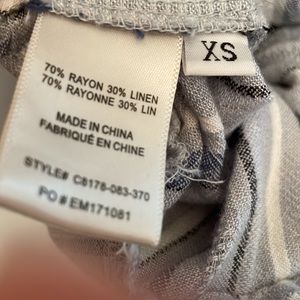 XS
70% RAYON 30% LINEN
70% RAYONNE 30% LIN
MADE IN CHINA
FABRIQUÉ EN CHINE
STYLE# C8178-083-370
PO # EM171081